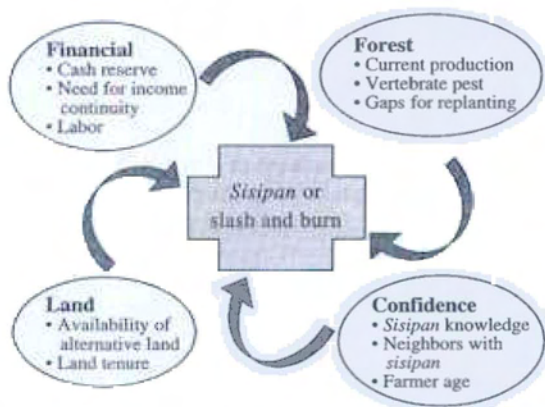 Financial
• Cash reserve
• Need for income
continuity
• Labor
Forest
• Current production
• Vertebrate pest
• Gaps for replanting
Sisipan or
slash and burn
Land
• Availability of
alternative land
• Land tenure
Confidence
• Sisipan knowledge
• Neighbors with
sisipan
• Farmer age